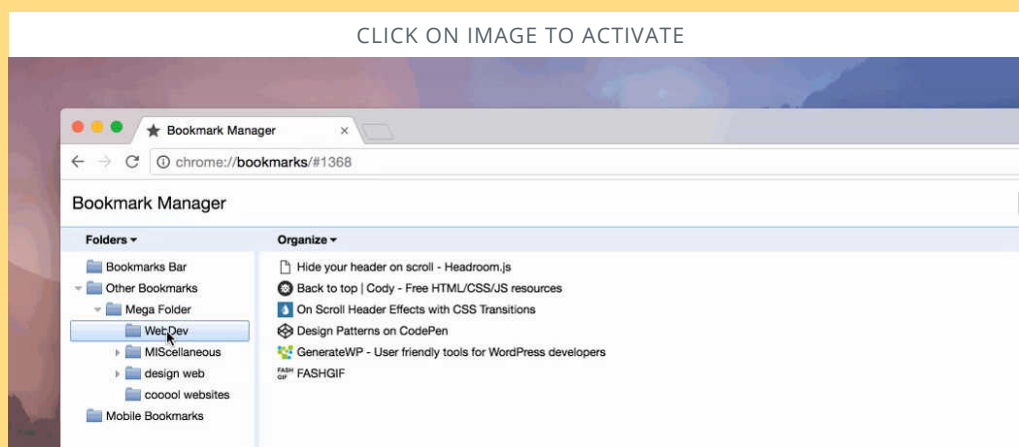 CLICK ON IMAGE TO ACTIVATE
Bookmark Manager
chrome://bookmarks/#1368
Bookmark Manager
Folders
Organize
Bookmarks Bar
Other Bookmarks
Mega Folder
WebDev
MIScellaneous
design web
cooool websites
Mobile Bookmarks
Hide your header on scroll - Headroom.js
Back to top | Cody - Free HTML/CSS/JS resources
On Scroll Header Effects with CSS Transitions
Design Patterns on CodePen
GenerateWP - User friendly tools for WordPress developers
FASH
GIF
FASHGIF